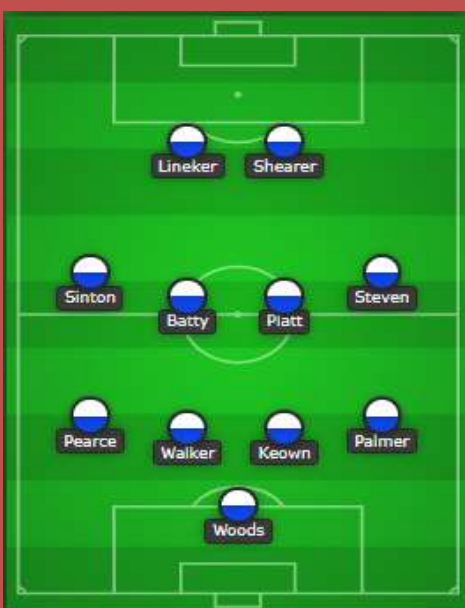 Lineker
Shearer
Sinton
Steven
Batty
Platt
Pearce
Palmer
Walker
Keown
Woods